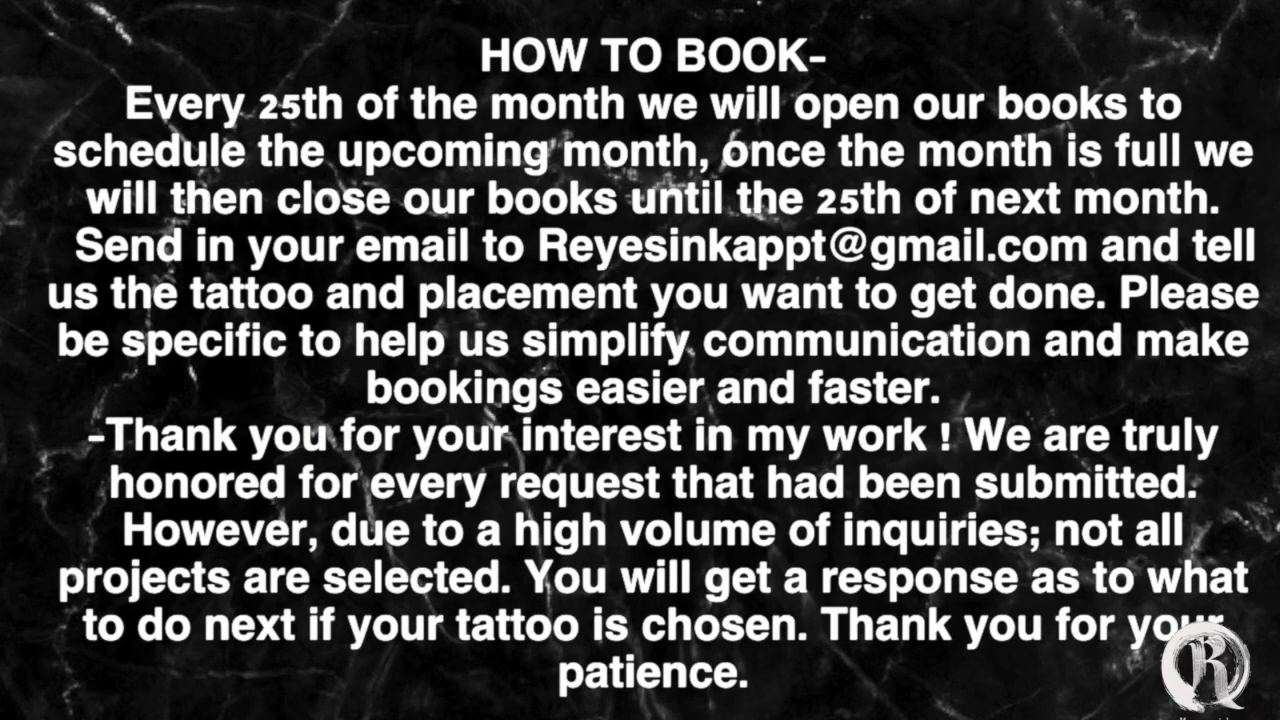 HOW TO BOOK-
Every 25th of the month we will open our books to
schedule the upcoming month, once the month is full we
will then close our books until the 25th of next month.
Send in your email to Reyesinkappt@gmail.com and tell
us the tattoo and placement you want to get done. Please
be specific to help us simplify communication and make
bookings easier and faster.
-Thank you for your interest in my work ! We are truly
honored for every request that had been submitted.
However, due to a high volume of inquiries; not all
projects are selected. You will get a response as to what
to do next if your tattoo is chosen. Thank you for your
patience.
R